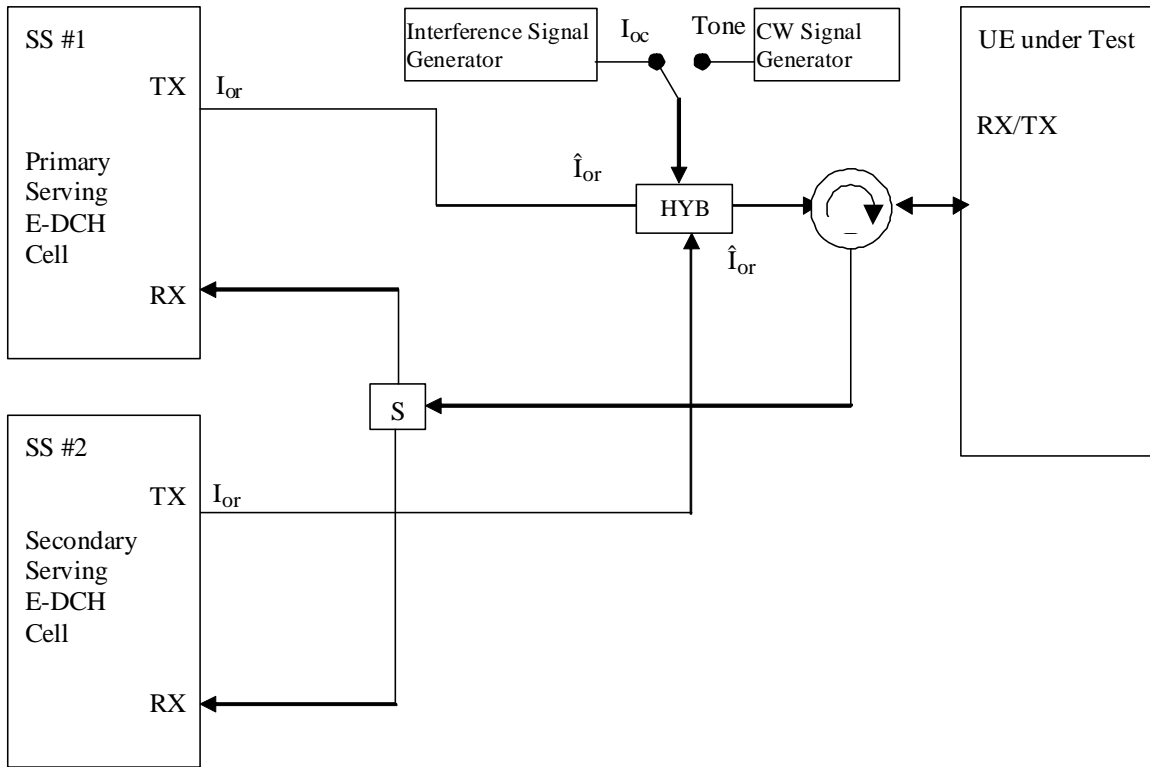 SS #1
TX
I_or
Primary
Serving
E-DCH
Cell
RX
Interference Signal
Generator
I_oc
Tone
CW Signal
Generator
UE under Test
RX/TX
Î_or
HYB
Î_or
S
SS #2
TX
I_or
Secondary
Serving
E-DCH
Cell
RX